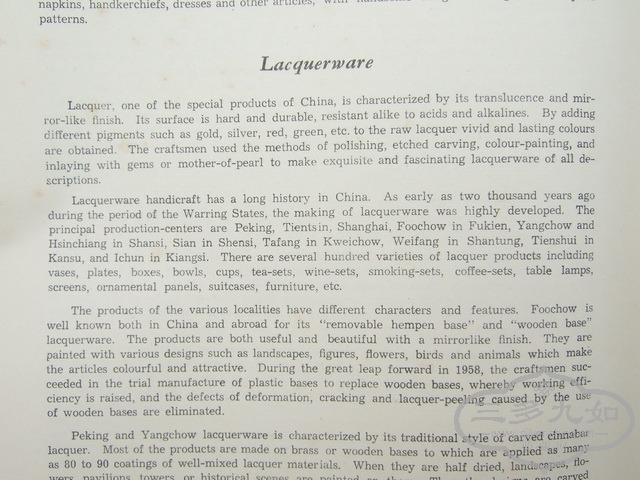 napkins, handkerchiefs, dresses and other articles, with
patterns.
Lacquerware
Lacquer, one of the special products of China, is characterized by its translucence and mir-
ror-like finish. Its surface is hard and durable, resistant alike to acids and alkalines. By adding
different pigments such as gold, silver, red, green, etc. to the raw lacquer vivid and lasting colours
are obtained. The craftsmen used the methods of polishing, etched carving, colour-painting, and
inlaying with gems or mother-of-pearl to make exquisite and fascinating lacquerware of all de-
scriptions.
Lacquerware handicraft has a long history in China. As early as two thousand years ago
during the period of the Warring States, the making of lacquerware was highly developed. The
principal production-centers are Peking, Tientsin, Shanghai, Foochow in Fukien, Yangchow and
Hsinchiang in Shansi, Sian in Shensi, Tafang in Kweichow, Weifang in Shantung, Tienshui in
Kansu, and Ichun in Kiangsi. There are several hundred varieties of lacquer products including
vases, plates, boxes, bowls, cups, tea-sets, wine-sets, smoking-sets, coffee-sets, table lamps,
screens, ornamental panels, suitcases, furniture, etc.
The products of the various localities have different characters and features. Foochow is
well known both in China and abroad for its "removable hempen base" and "wooden base"
lacquerware. The products are both useful and beautiful with a mirrorlike finish. They are
painted with various designs such as landscapes, figures, flowers, birds and animals which make
the articles colourful and attractive. During the great leap forward in 1958, the craftsmen suc-
ceeded in the trial manufacture of plastic bases to replace wooden bases, whereby working effi-
ciency is raised, and the defects of deformation, cracking and lacquer-peeling caused by the use
of wooden bases are eliminated.
Peking and Yangchow lacquerware is characterized by its traditional style of carved cinnabar
lacquer. Most of the products are made on brass or wooden bases to which are applied as many
as 80 to 90 coatings of well-mixed lacquer materials. When they are half dried, landscapes, flo-
wers, pavilions, towers, or historical scenes are painted on them. carved
三多九如